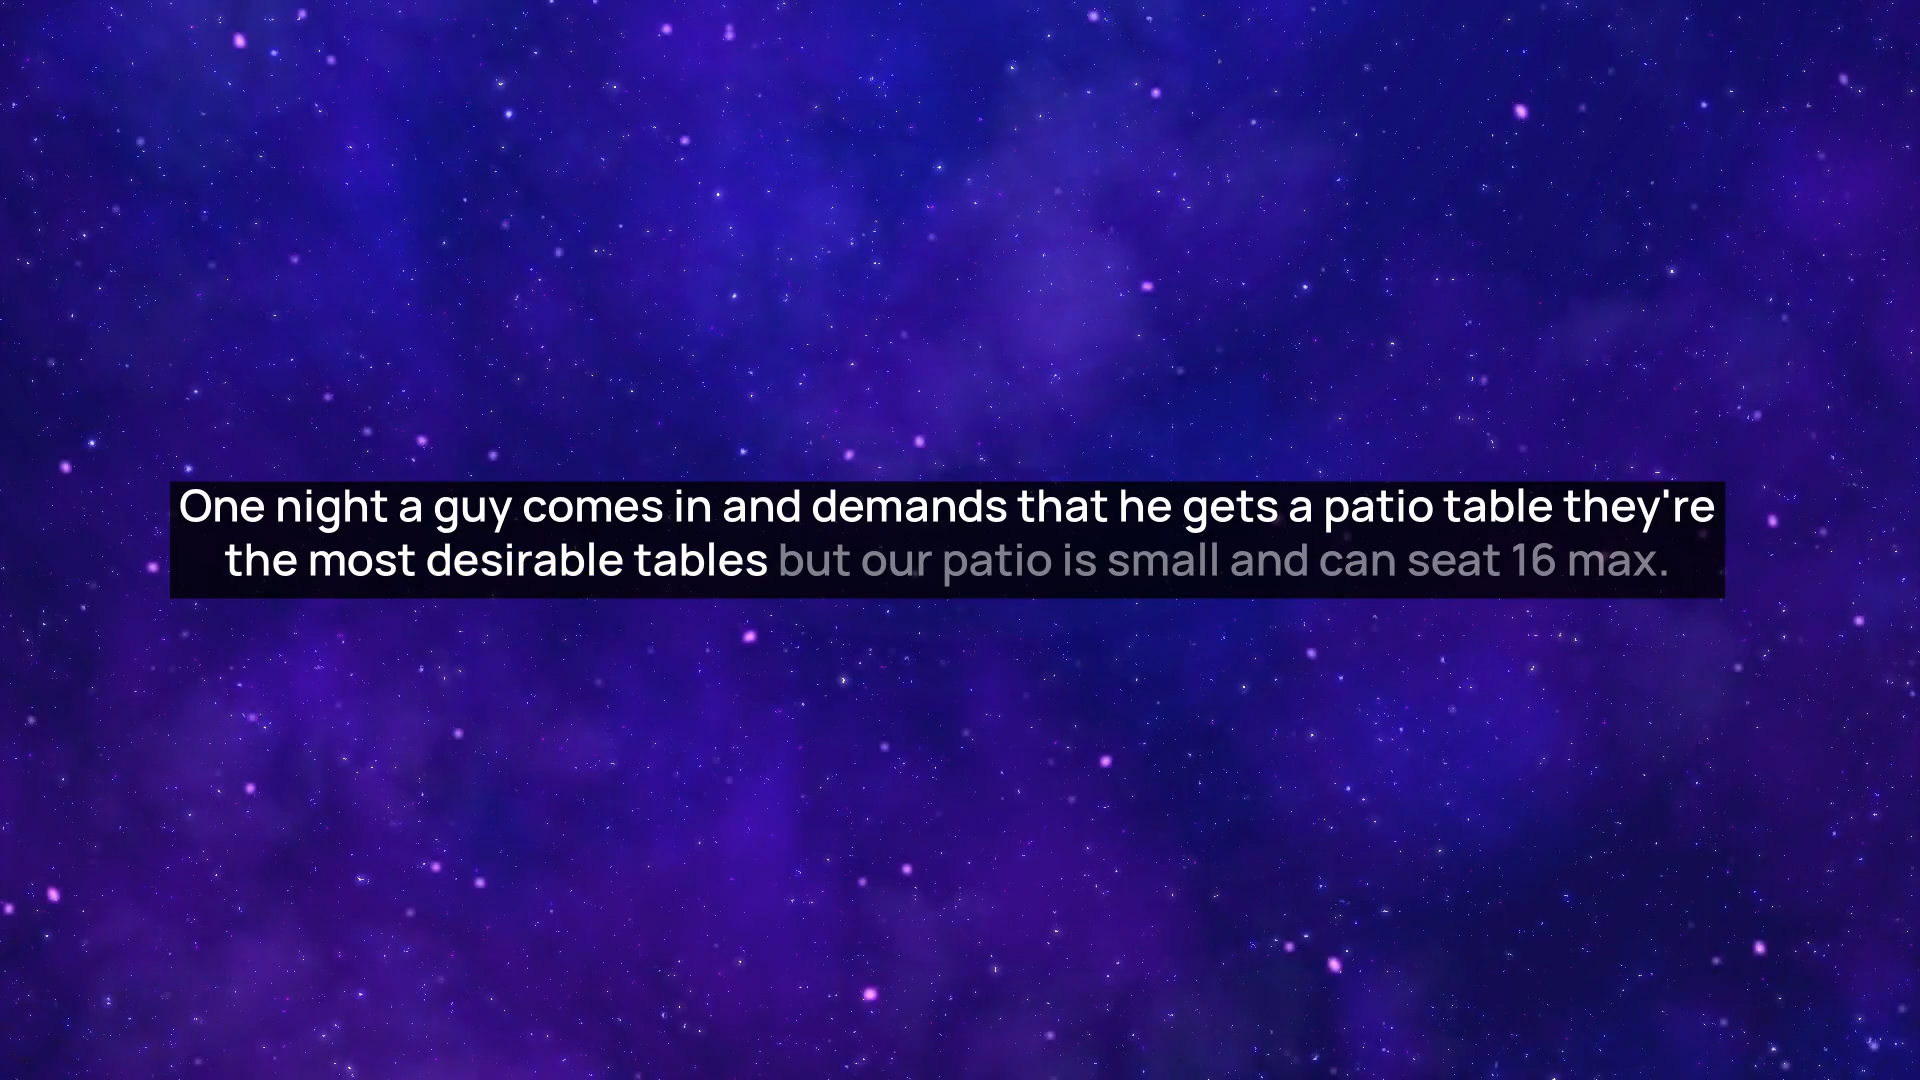 One night a guy comes in and demands that he gets a patio table they're
the most desirable tables but our patio is small and can seat 16 max.